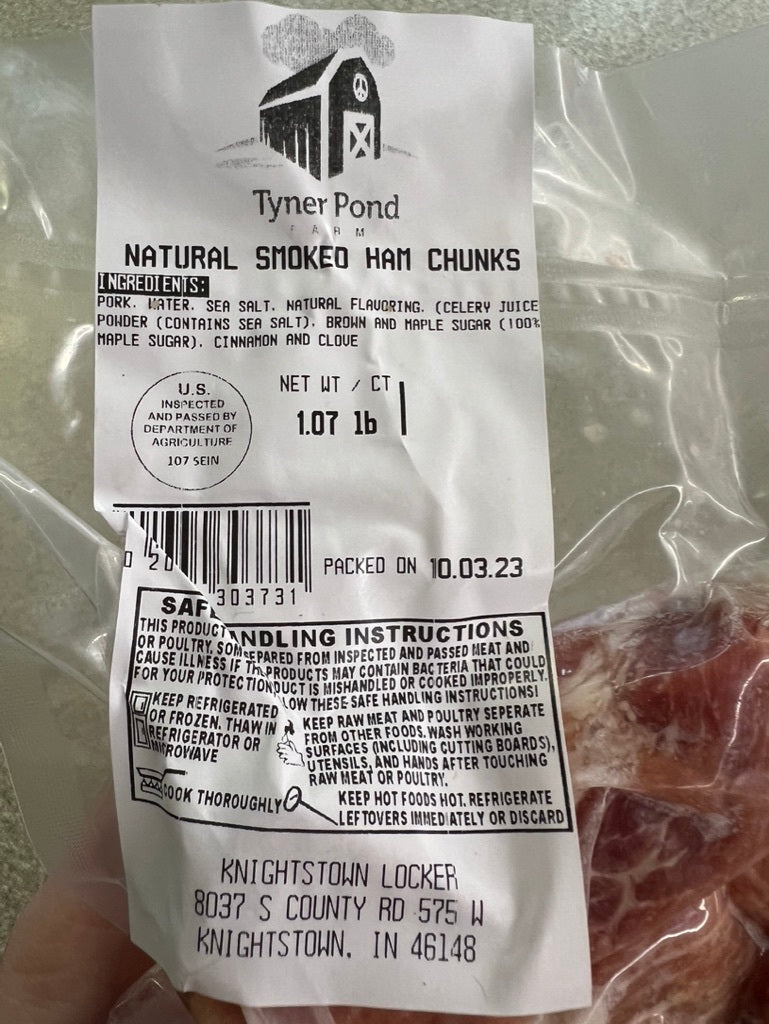 Tyner Pond
FARM
NATURAL SMOKED HAM CHUNKS
INGREDIENTS:
PORK. WATER. SEA SALT. NATURAL FLAVORING. (CELERY JUICE
POWDER (CONTAINS SEA SALT). BROWN AND MAPLE SUGAR (100%
MAPLE SUGAR). CINNAMON AND CLOVE
U.S.
INSPECTED
AND PASSED BY
DEPARTMENT OF
AGRICULTURE
107 SEIN
NET WT / CT
1.07 lb
0 20
303731
PACKED ON 10.03.23
SAF ANDLING INSTRUCTIONS
THIS PRODUCT EPARED FROM INSPECTED AND PASSED MEAT AND
OR POULTRY. SOM PRODUCTS MAY CONTAIN BACTERIA THAT COULD
CAUSE ILLNESS IF TH DUCT IS MISHANDLED OR COOKED IMPROPERLY.
FOR YOUR PROTECTION LOW THESE SAFE HANDLING INSTRUCTIONS!
KEEP REFRIGERATED
OR FROZEN. THAW IN
REFRIGERATOR OR
MICROWAVE
KEEP RAW MEAT AND POULTRY SEPERATE
FROM OTHER FOODS. WASH WORKING
SURFACES (INCLUDING CUTTING BOARDS),
UTENSILS, AND HANDS AFTER TOUCHING
RAW MEAT OR POULTRY.
COOK THOROUGHLY
KEEP HOT FOODS HOT. REFRIGERATE
LEFTOVERS IMMEDIATELY OR DISCARD
KNIGHTSTOWN LOCKER
8037 S COUNTY RD 575 W
KNIGHTSTOWN, IN 46148